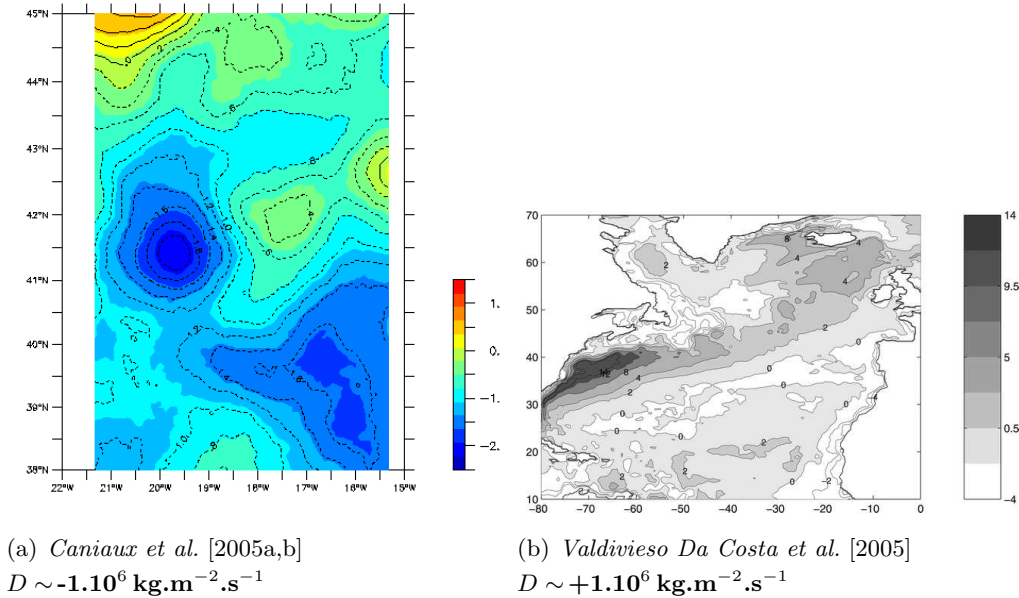 45°N
44°N
43°N
42°N
41°N
40°N
39°N
38°N
22°W 21°W 20°W 19°W 18°W 17°W 16°W 15°W
1.
0.
-1.
-2.
70
60
50
40
30
20
10
-80 -70 -60 -50 -40 -30 -20 -10 0
14
9.5
5
0.5
-4
(a) Caniaux et al. [2005a,b]
D ∼ -1.10⁶ kg.m⁻².s⁻¹
(b) Valdivieso Da Costa et al. [2005]
D ∼ +1.10⁶ kg.m⁻².s⁻¹